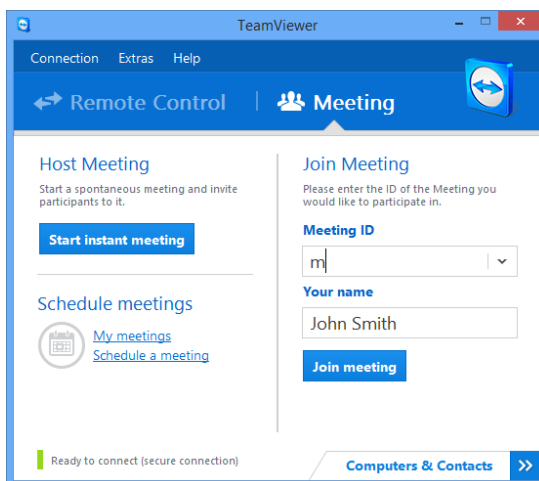 TeamViewer
Connection Extras Help
Remote Control Meeting
Host Meeting
Start a spontaneous meeting and invite
participants to it.
Start instant meeting
Schedule meetings
My meetings
Schedule a meeting
Join Meeting
Please enter the ID of the Meeting you
would like to participate in.
Meeting ID
m
Your name
John Smith
Join meeting
Ready to connect (secure connection)
Computers & Contacts